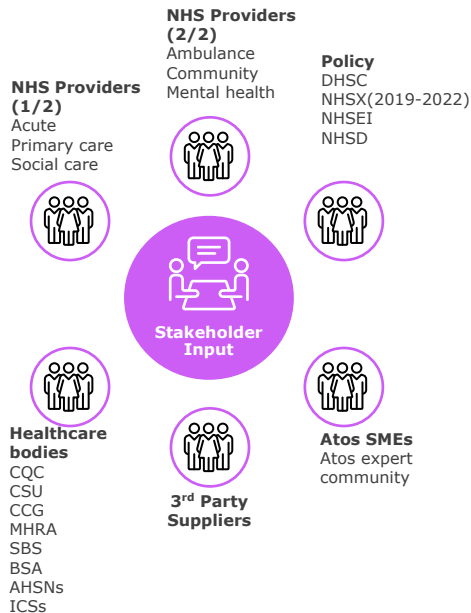 NHS Providers
(1/2)
Acute
Primary care
Social care
NHS Providers
(2/2)
Ambulance
Community
Mental health
Policy
DHSC
NHSX(2019-2022)
NHSEI
NHSD
Stakeholder
Input
Healthcare
bodies
CQC
CSU
CCG
MHRA
SBS
BSA
AHSNs
ICSs
3rd Party
Suppliers
Atos SMEs
Atos expert
community